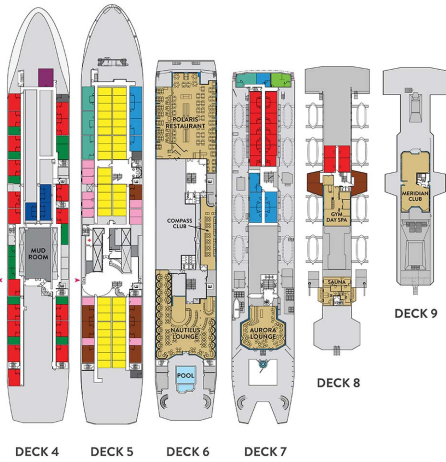 POLARIS
RESTAURANT
COMPASS
CLUB
MUD
ROOM
NAUTILUS
LOUNGE
POOL
AURORA
LOUNGE
GYM
DAY SPA
SAUNA
MERIDIAN
CLUB
DECK 9
DECK 8
DECK 4
DECK 5
DECK 6
DECK 7